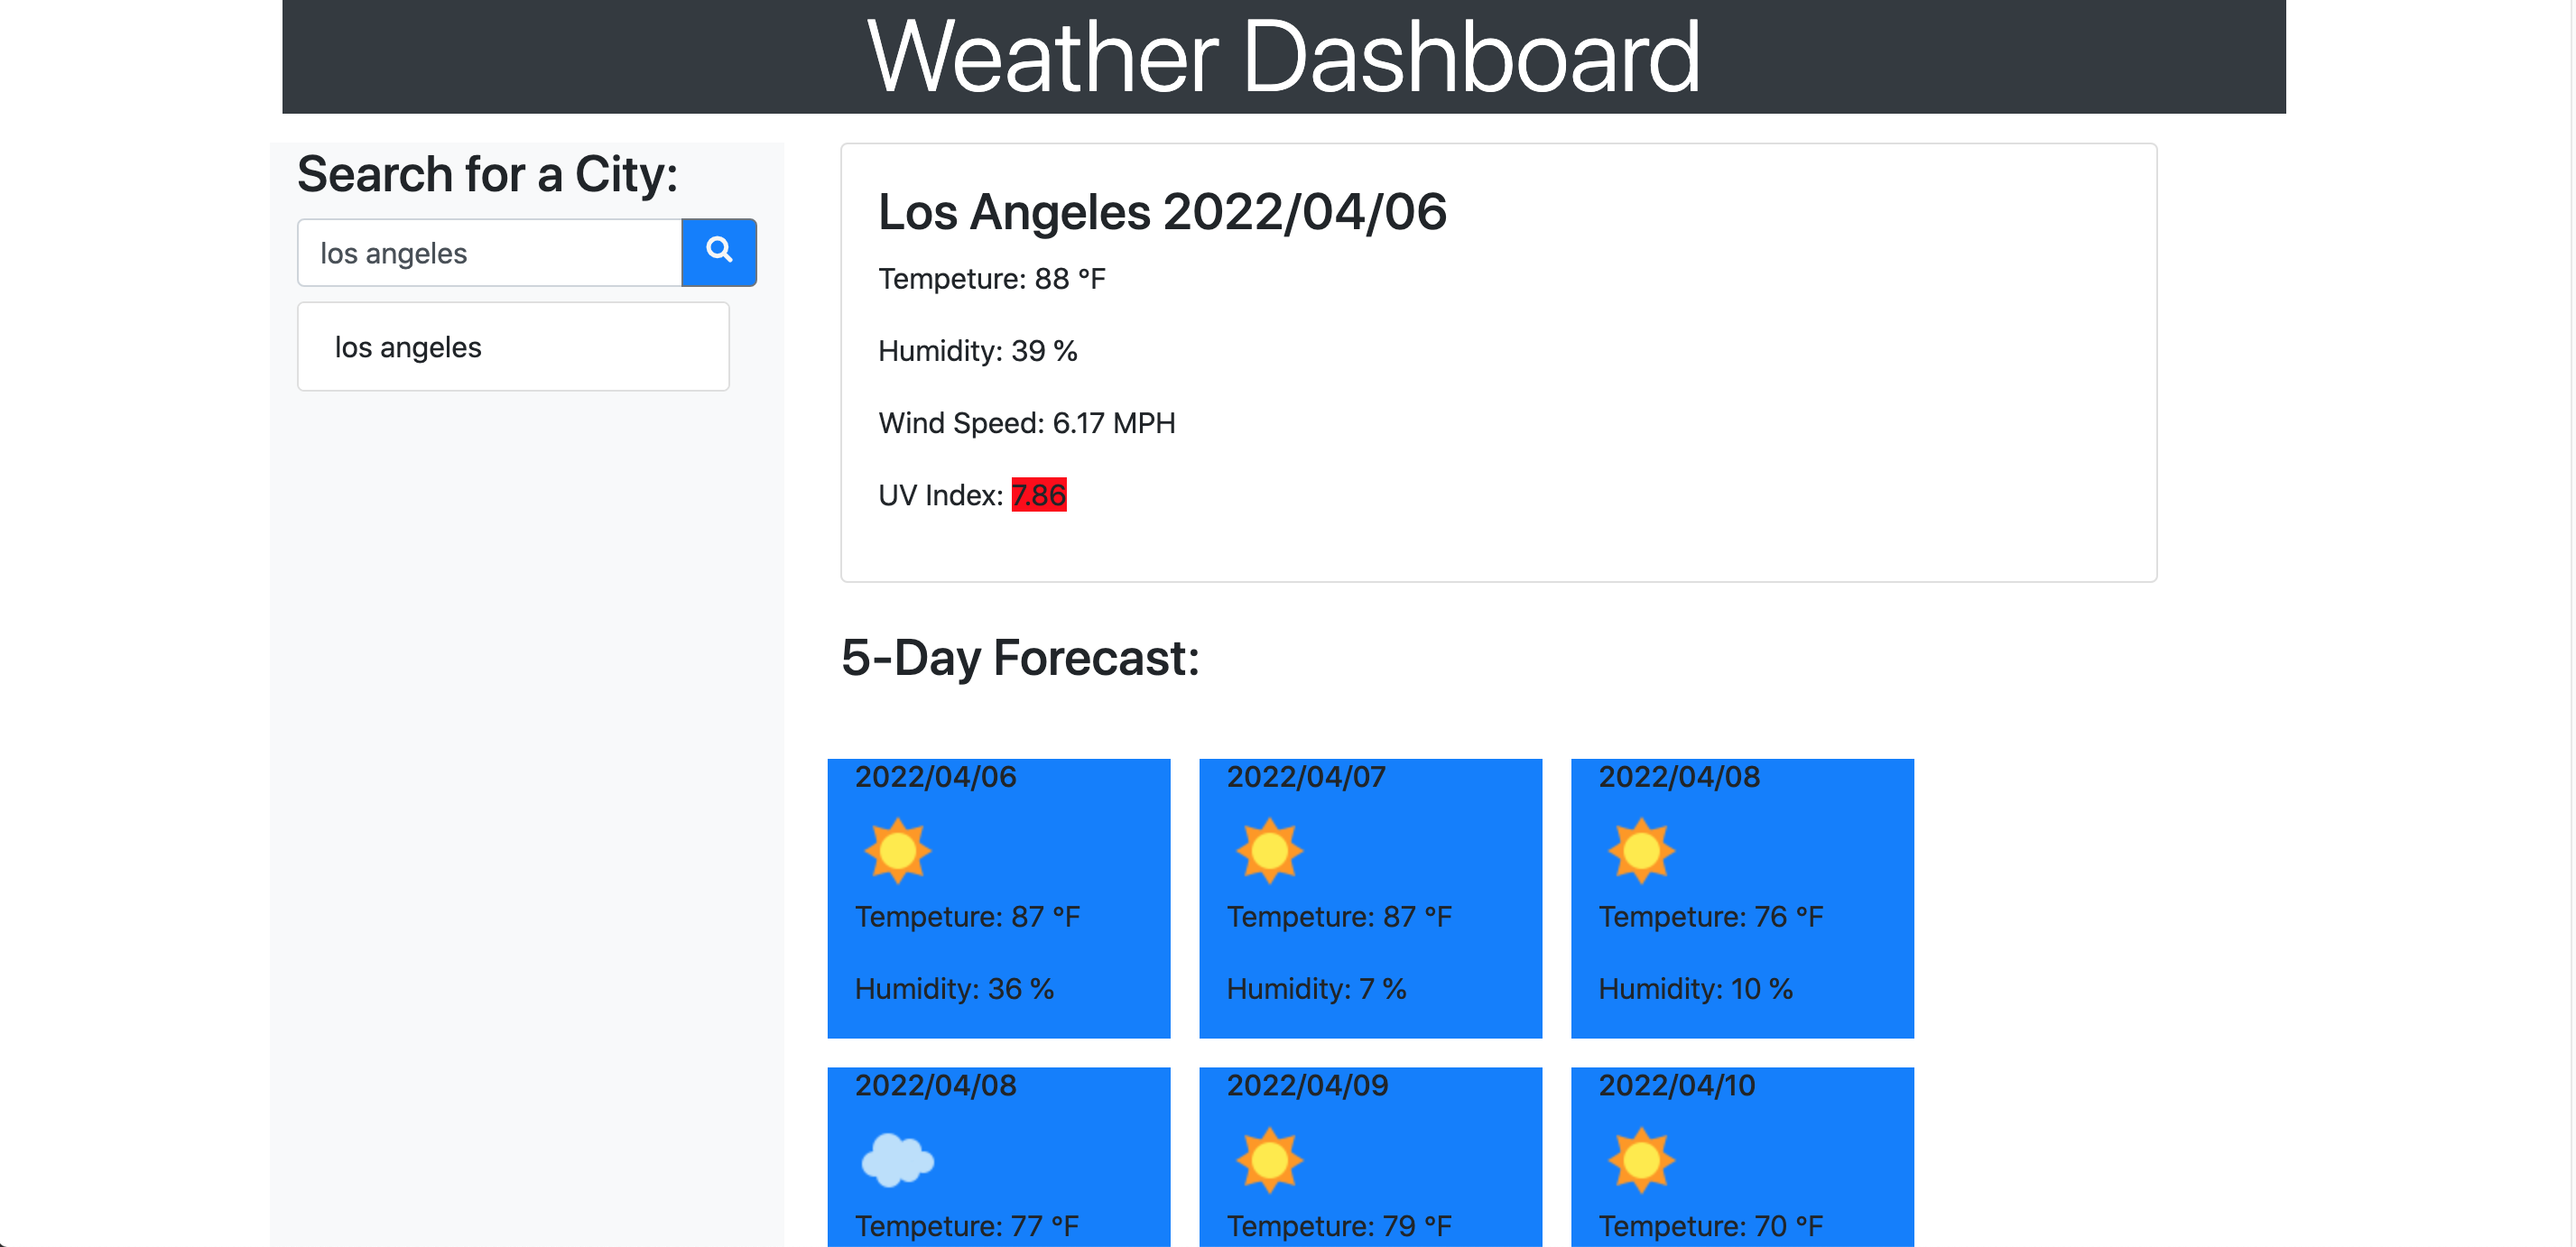 Weather Dashboard
Search for a City:
los angeles
los angeles
Los Angeles 2022/04/06
Tempeture: 88 °F
Humidity: 39 %
Wind Speed: 6.17 MPH
UV Index: 7.86
5-Day Forecast:
2022/04/06
Tempeture: 87 °F
Humidity: 36 %
2022/04/07
Tempeture: 87 °F
Humidity: 7 %
2022/04/08
Tempeture: 76 °F
Humidity: 10 %
2022/04/08
Tempeture: 77 °F
2022/04/09
Tempeture: 79 °F
2022/04/10
Tempeture: 70 °F